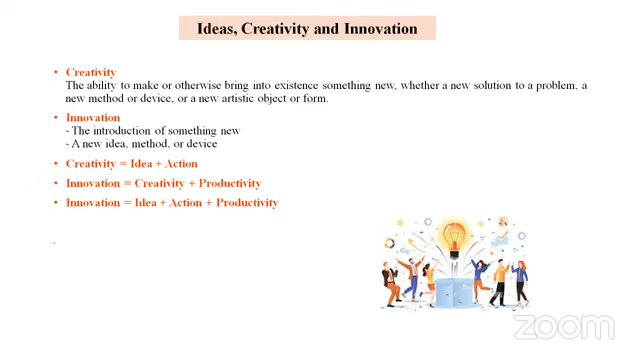 Ideas, Creativity and Innovation
• Creativity
The ability to make or otherwise bring into existence something new, whether a new solution to a problem, a
new method or device, or a new artistic object or form.
• Innovation
- The introduction of something new
- A new idea, method, or device
• Creativity = Idea + Action
• Innovation = Creativity + Productivity
• Innovation = Idea + Action + Productivity
zoom